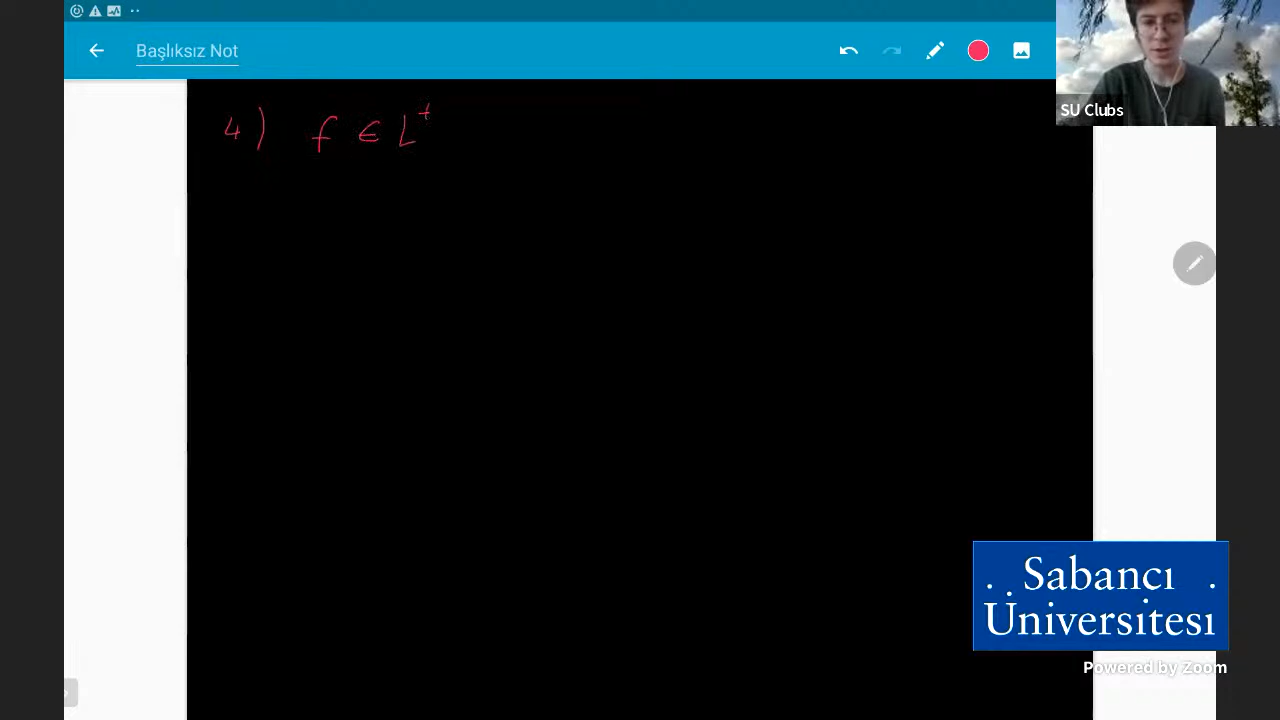 Başlıksız Not
SU Clubs
4) f ∈ L⁺
Sabancı
Üniversitesi
Powered by Zoom